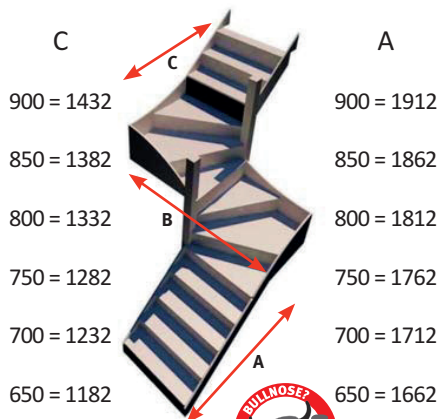 C
A
C
900 = 1432
900 = 1912
850 = 1382
850 = 1862
800 = 1332
B
800 = 1812
750 = 1282
750 = 1762
700 = 1232
700 = 1712
A
650 = 1182
BULLNOSE?
650 = 1662